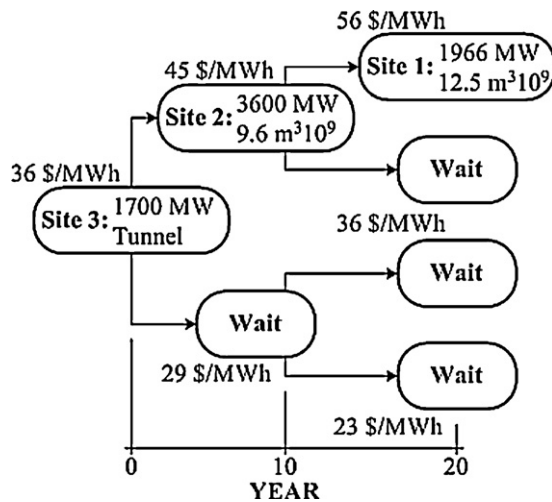 56 $/MWh
Site 1: 1966 MW
12.5 m³10⁹
45 $/MWh
Site 2: 3600 MW
9.6 m³10⁹
Wait
36 $/MWh
Site 3: 1700 MW
Tunnel
36 $/MWh
Wait
Wait
29 $/MWh
Wait
23 $/MWh
0 10 20
YEAR